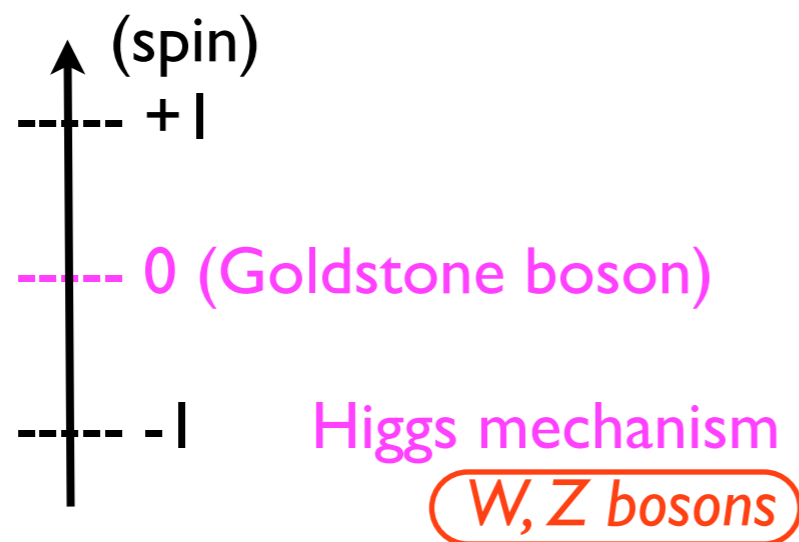 (spin)
+1
0 (Goldstone boson)
-1 Higgs mechanism
W, Z bosons